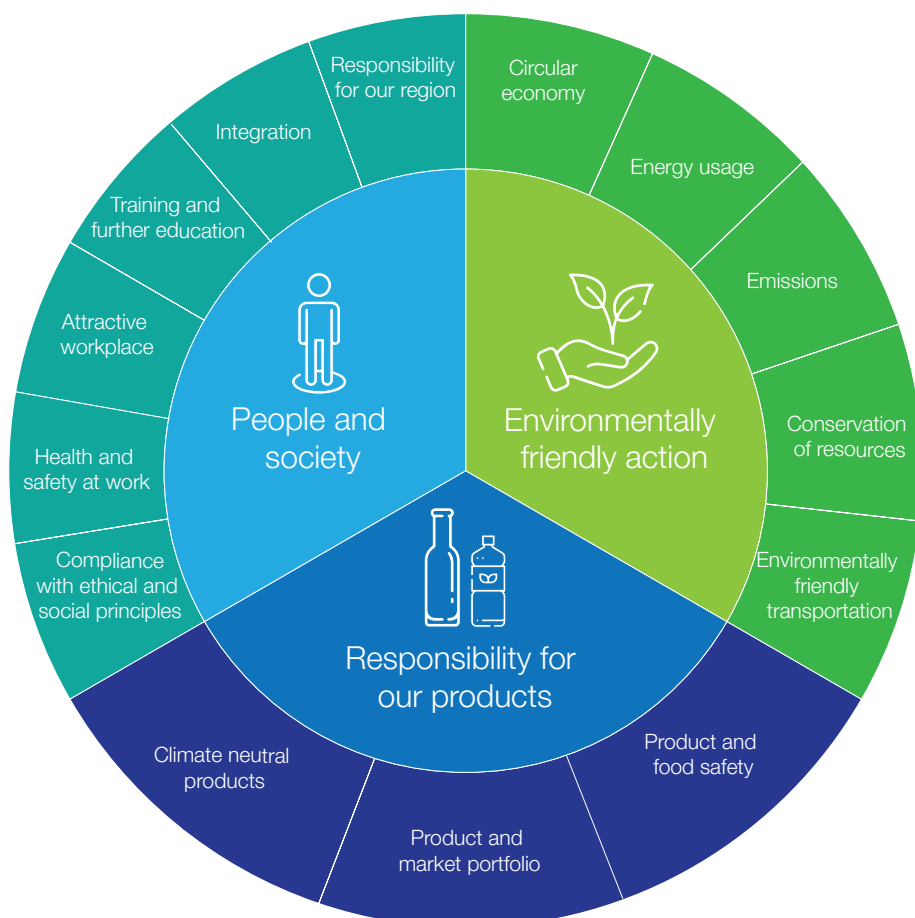 Responsibility
for our region
Integration
Training and
further education
Attractive
workplace
Health and
safety at work
Compliance
with ethical and
social principles
People and
society
Circular
economy
Energy usage
Emissions
Conservation
of resources
Environmentally
friendly
transportation
Environmentally
friendly action
Responsibility for
our products
Climate neutral
products
Product and
market portfolio
Product and
food safety